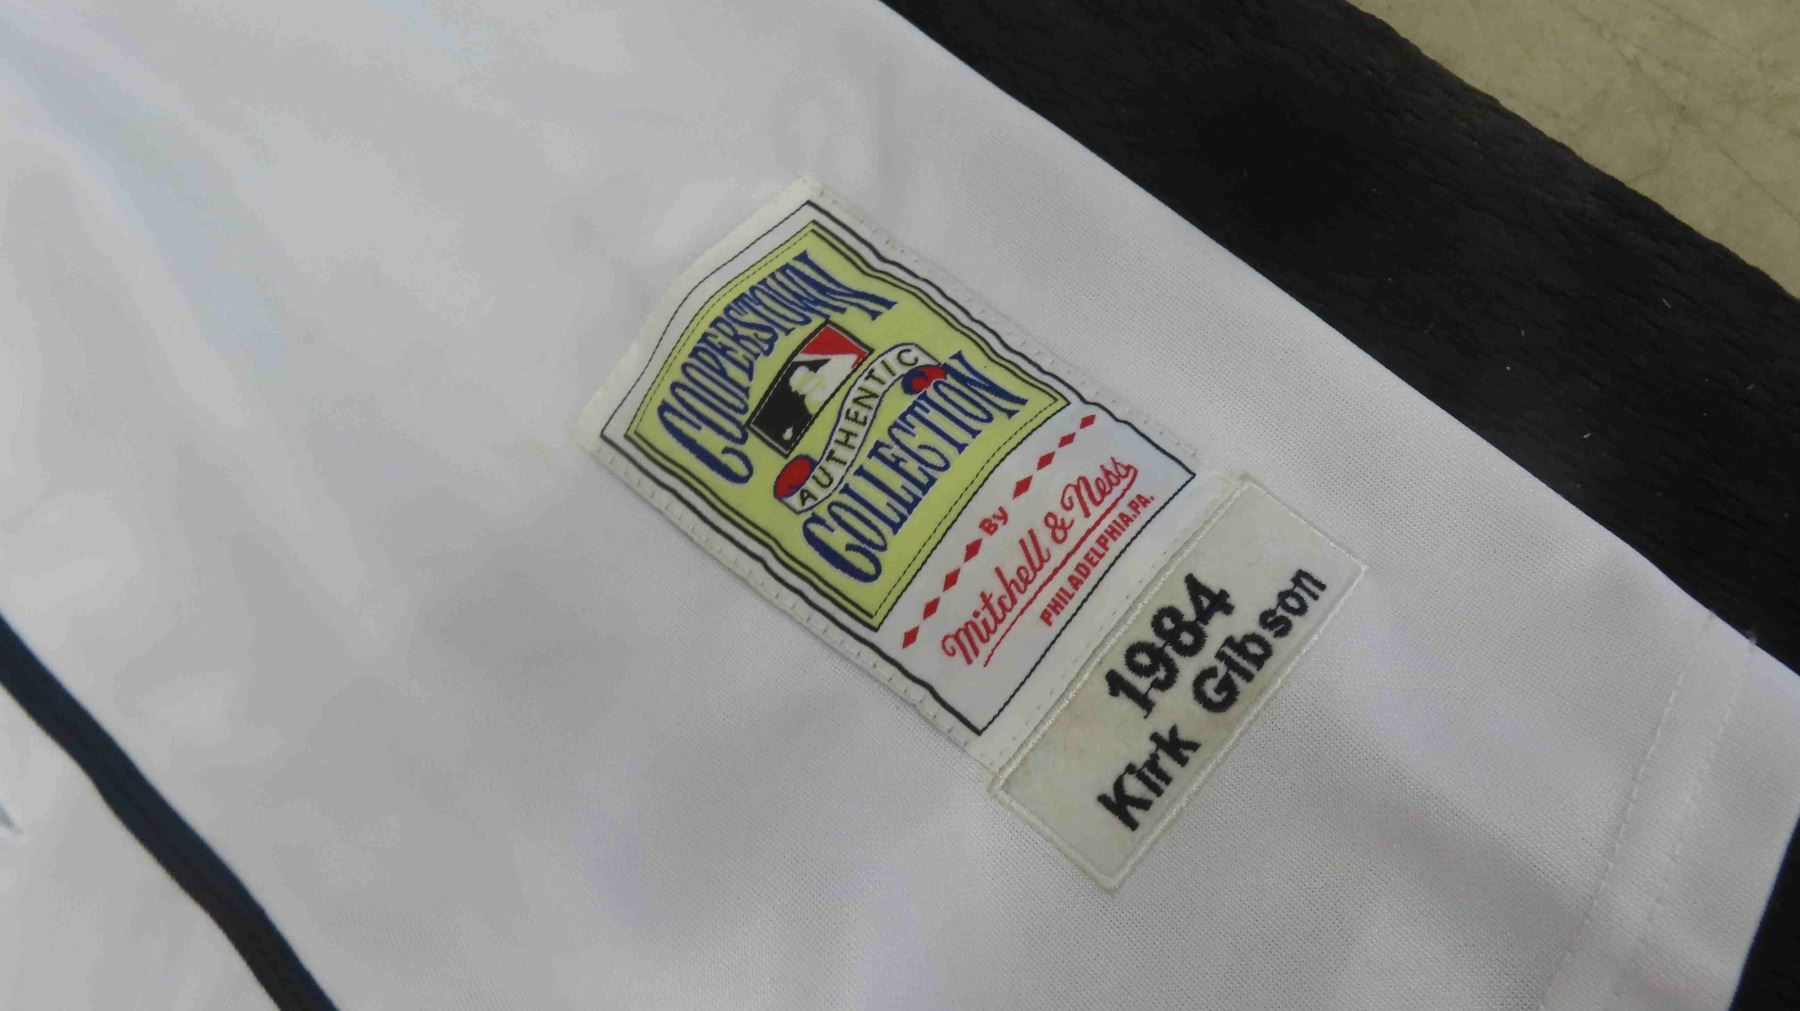 COOPERSTOWN
AUTHENTIC
COLLECTION
By
Mitchell & Ness
PHILADELPHIA, PA.
1984
Kirk Gibson